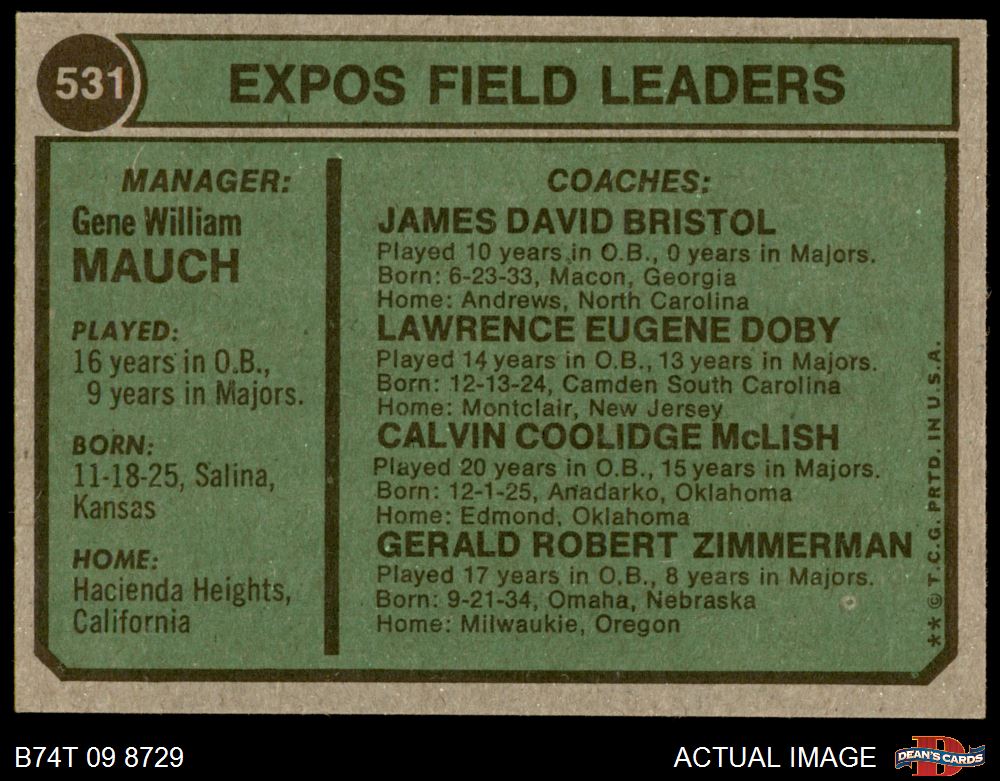 531
EXPOS FIELD LEADERS
MANAGER:
Gene William
MAUCH
PLAYED:
16 years in O.B.,
9 years in Majors.
BORN:
11-18-25, Salina,
Kansas
HOME:
Hacienda Heights,
California
COACHES:
JAMES DAVID BRISTOL
Played 10 years in O.B., 0 years in Majors.
Born: 6-23-33, Macon, Georgia
Home: Andrews, North Carolina
LAWRENCE EUGENE DOBY
Played 14 years in O.B., 13 years in Majors.
Born: 12-13-24, Camden South Carolina
Home: Montclair, New Jersey
CALVIN COOLIDGE McLISH
Played 20 years in O.B., 15 years in Majors.
Born: 12-1-25, Anadarko, Oklahoma
Home: Edmond, Oklahoma
GERALD ROBERT ZIMMERMAN
Played 17 years in O.B., 8 years in Majors.
Born: 9-21-34, Omaha, Nebraska
Home: Milwaukie, Oregon
** © T.C.G. PRTD. IN U.S.A.
B74T 09 8729
ACTUAL IMAGE
D
DEAN'S CARDS